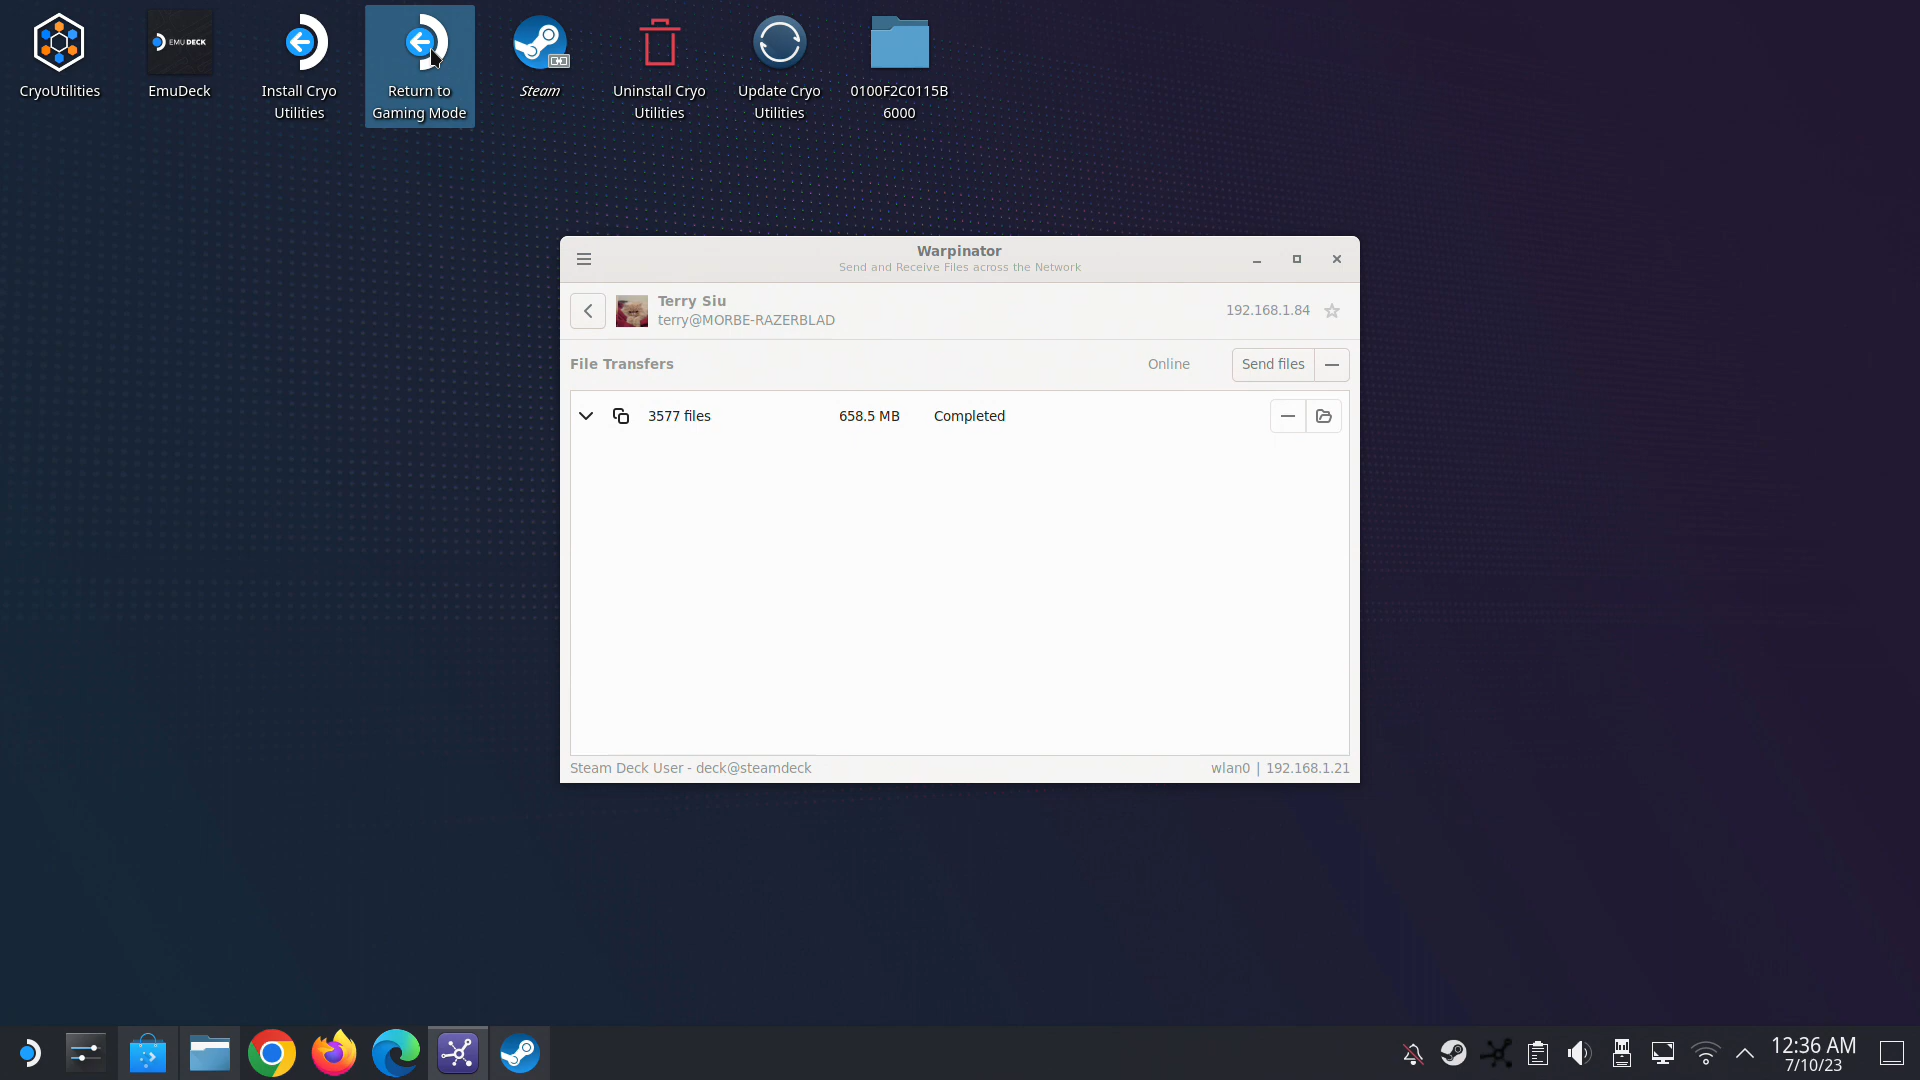 CryoUtilities
EMUDECK
EmuDeck
Install Cryo
Utilities
Return to
Gaming Mode
Steam
Uninstall Cryo
Utilities
Update Cryo
Utilities
0100F2C0115B
6000
Warpinator
Send and Receive Files across the Network
Terry Siu
terry@MORBE-RAZERBLAD
192.168.1.84
File Transfers
Online
Send files
3577 files
658.5 MB
Completed
Steam Deck User - deck@steamdeck
wlan0 | 192.168.1.21
12:36 AM
7/10/23